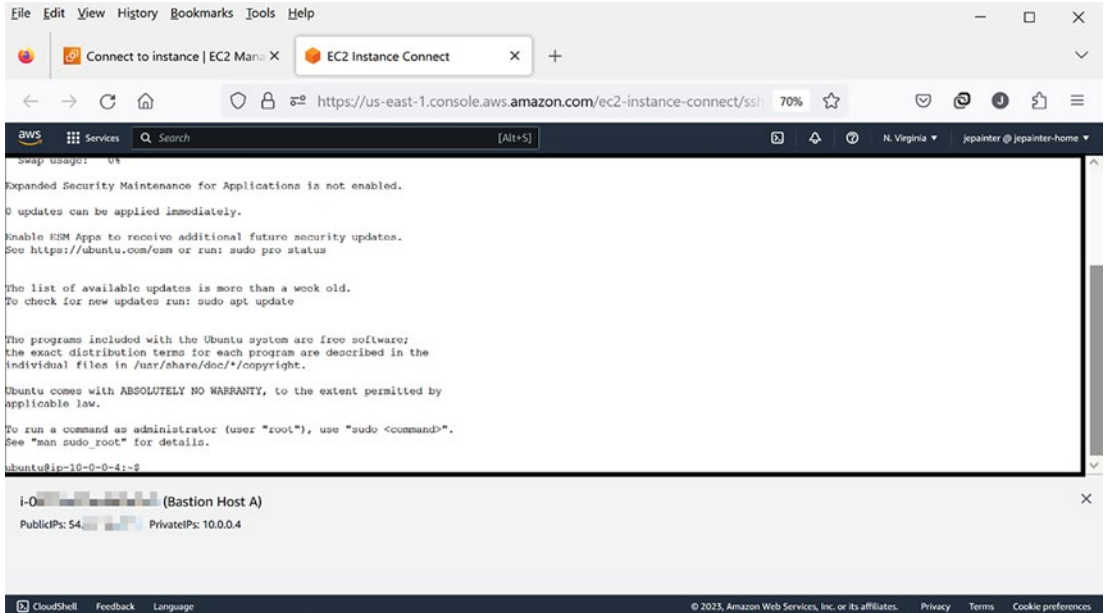 File Edit View History Bookmarks Tools Help
Connect to instance | EC2 Mana
EC2 Instance Connect
https://us-east-1.console.aws.amazon.com/ec2-instance-connect/ssh
70%
J
aws Services Search [Alt+S] N. Virginia jepainter @ jepainter-home
Swap usage: 0%
Expanded Security Maintenance for Applications is not enabled.
0 updates can be applied immediately.
Enable ESM Apps to receive additional future security updates.
See https://ubuntu.com/esm or run: sudo pro status
The list of available updates is more than a week old.
To check for new updates run: sudo apt update
The programs included with the Ubuntu system are free software;
the exact distribution terms for each program are described in the
individual files in /usr/share/doc/*/copyright.
Ubuntu comes with ABSOLUTELY NO WARRANTY, to the extent permitted by
applicable law.
To run a command as administrator (user "root"), use "sudo <command>".
See "man sudo_root" for details.
ubuntu@ip-10-0-0-4:~$
i-0 (Bastion Host A)
PublicIPs: 54. PrivateIPs: 10.0.0.4
CloudShell Feedback Language © 2023, Amazon Web Services, Inc. or its affiliates. Privacy Terms Cookie preferences